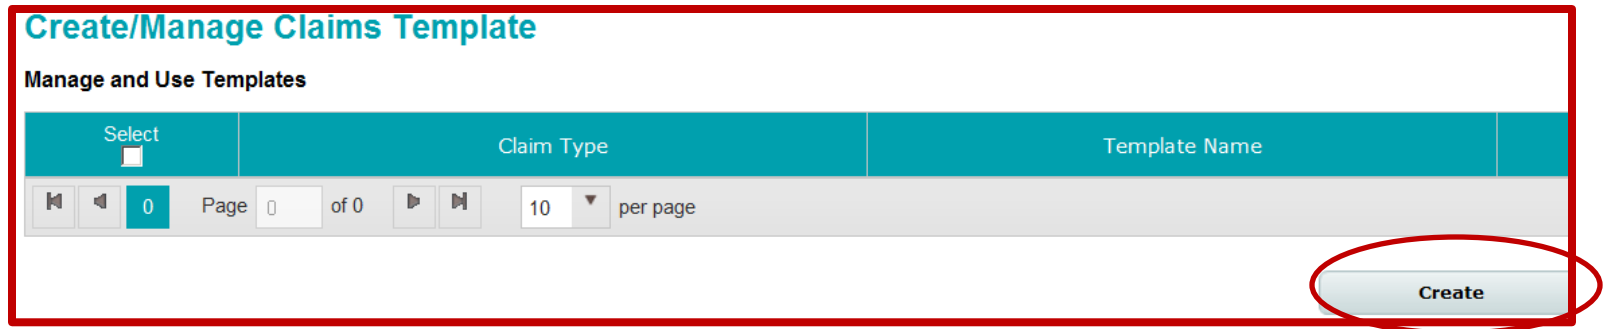 Create/Manage Claims Template
Manage and Use Templates
Select Claim Type Template Name
0 Page 0 of 0 10 per page
Create